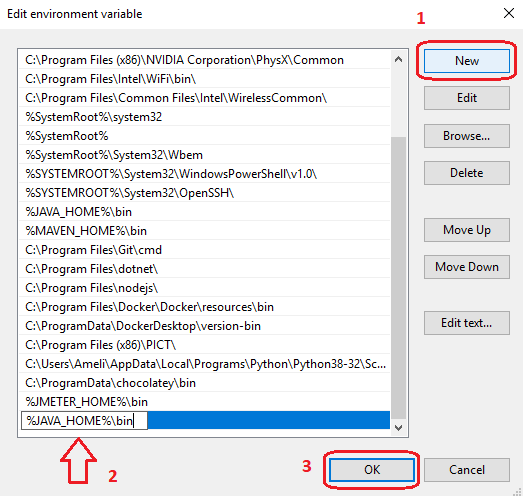 Edit environment variable
1
C:\Program Files (x86)\NVIDIA Corporation\PhysX\Common
C:\Program Files\Intel\WiFi\bin\
C:\Program Files\Common Files\Intel\WirelessCommon\
%SystemRoot%\system32
%SystemRoot%
%SystemRoot%\System32\Wbem
%SYSTEMROOT%\System32\WindowsPowerShell\v1.0\
%SYSTEMROOT%\System32\OpenSSH\
%JAVA_HOME%\bin
%MAVEN_HOME%\bin
C:\Program Files\Git\cmd
C:\Program Files\dotnet\
C:\Program Files\nodejs\
C:\Program Files\Docker\Docker\resources\bin
C:\ProgramData\DockerDesktop\version-bin
C:\Program Files (x86)\PICT\
C:\Users\Ameli\AppData\Local\Programs\Python\Python38-32\Sc...
C:\ProgramData\chocolatey\bin
%JMETER_HOME%\bin
%JAVA_HOME%\bin
New
Edit
Browse...
Delete
Move Up
Move Down
Edit text...
2
3
OK
Cancel